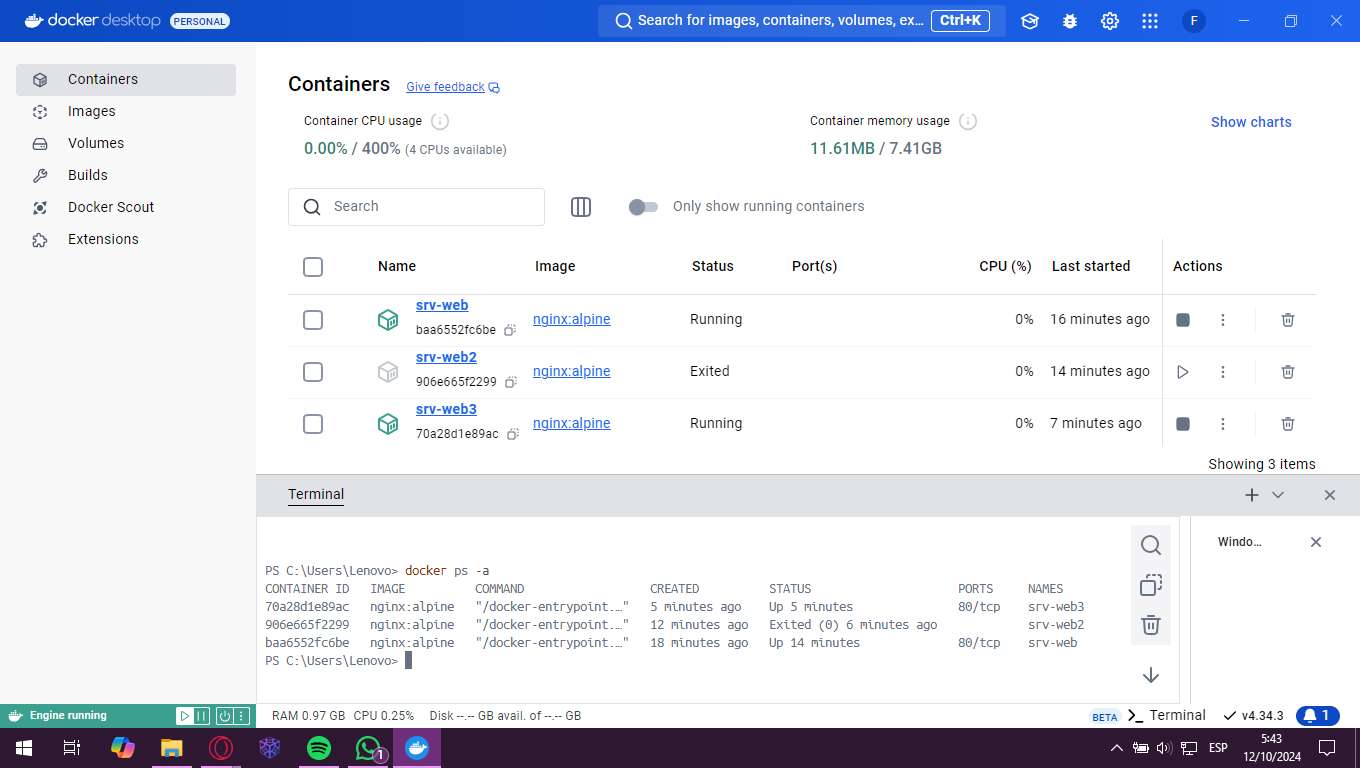 docker desktop PERSONAL
Search for images, containers, volumes, ex... Ctrl+K
F
Containers
Images
Volumes
Builds
Docker Scout
Extensions
Containers Give feedback
Container CPU usage
0.00% / 400% (4 CPUs available)
Container memory usage
11.61MB / 7.41GB
Show charts
Search
Only show running containers
Name Image Status Port(s) CPU (%) Last started Actions
srv-web
baa6552fc6be
nginx:alpine Running 0% 16 minutes ago
srv-web2
906e665f2299
nginx:alpine Exited 0% 14 minutes ago
srv-web3
70a28d1e89ac
nginx:alpine Running 0% 7 minutes ago
Showing 3 items
Terminal
Windo...
PS C:\Users\Lenovo> docker ps -a
CONTAINER ID IMAGE COMMAND CREATED STATUS PORTS NAMES
70a28d1e89ac nginx:alpine "/docker-entrypoint.…" 5 minutes ago Up 5 minutes 80/tcp srv-web3
906e665f2299 nginx:alpine "/docker-entrypoint.…" 12 minutes ago Exited (0) 6 minutes ago srv-web2
baa6552fc6be nginx:alpine "/docker-entrypoint.…" 18 minutes ago Up 14 minutes 80/tcp srv-web
PS C:\Users\Lenovo>
Engine running
RAM 0.97 GB CPU 0.25% Disk --.-- GB avail. of --.-- GB
BETA >_ Terminal v4.34.3 1
1
ESP
5:43
12/10/2024